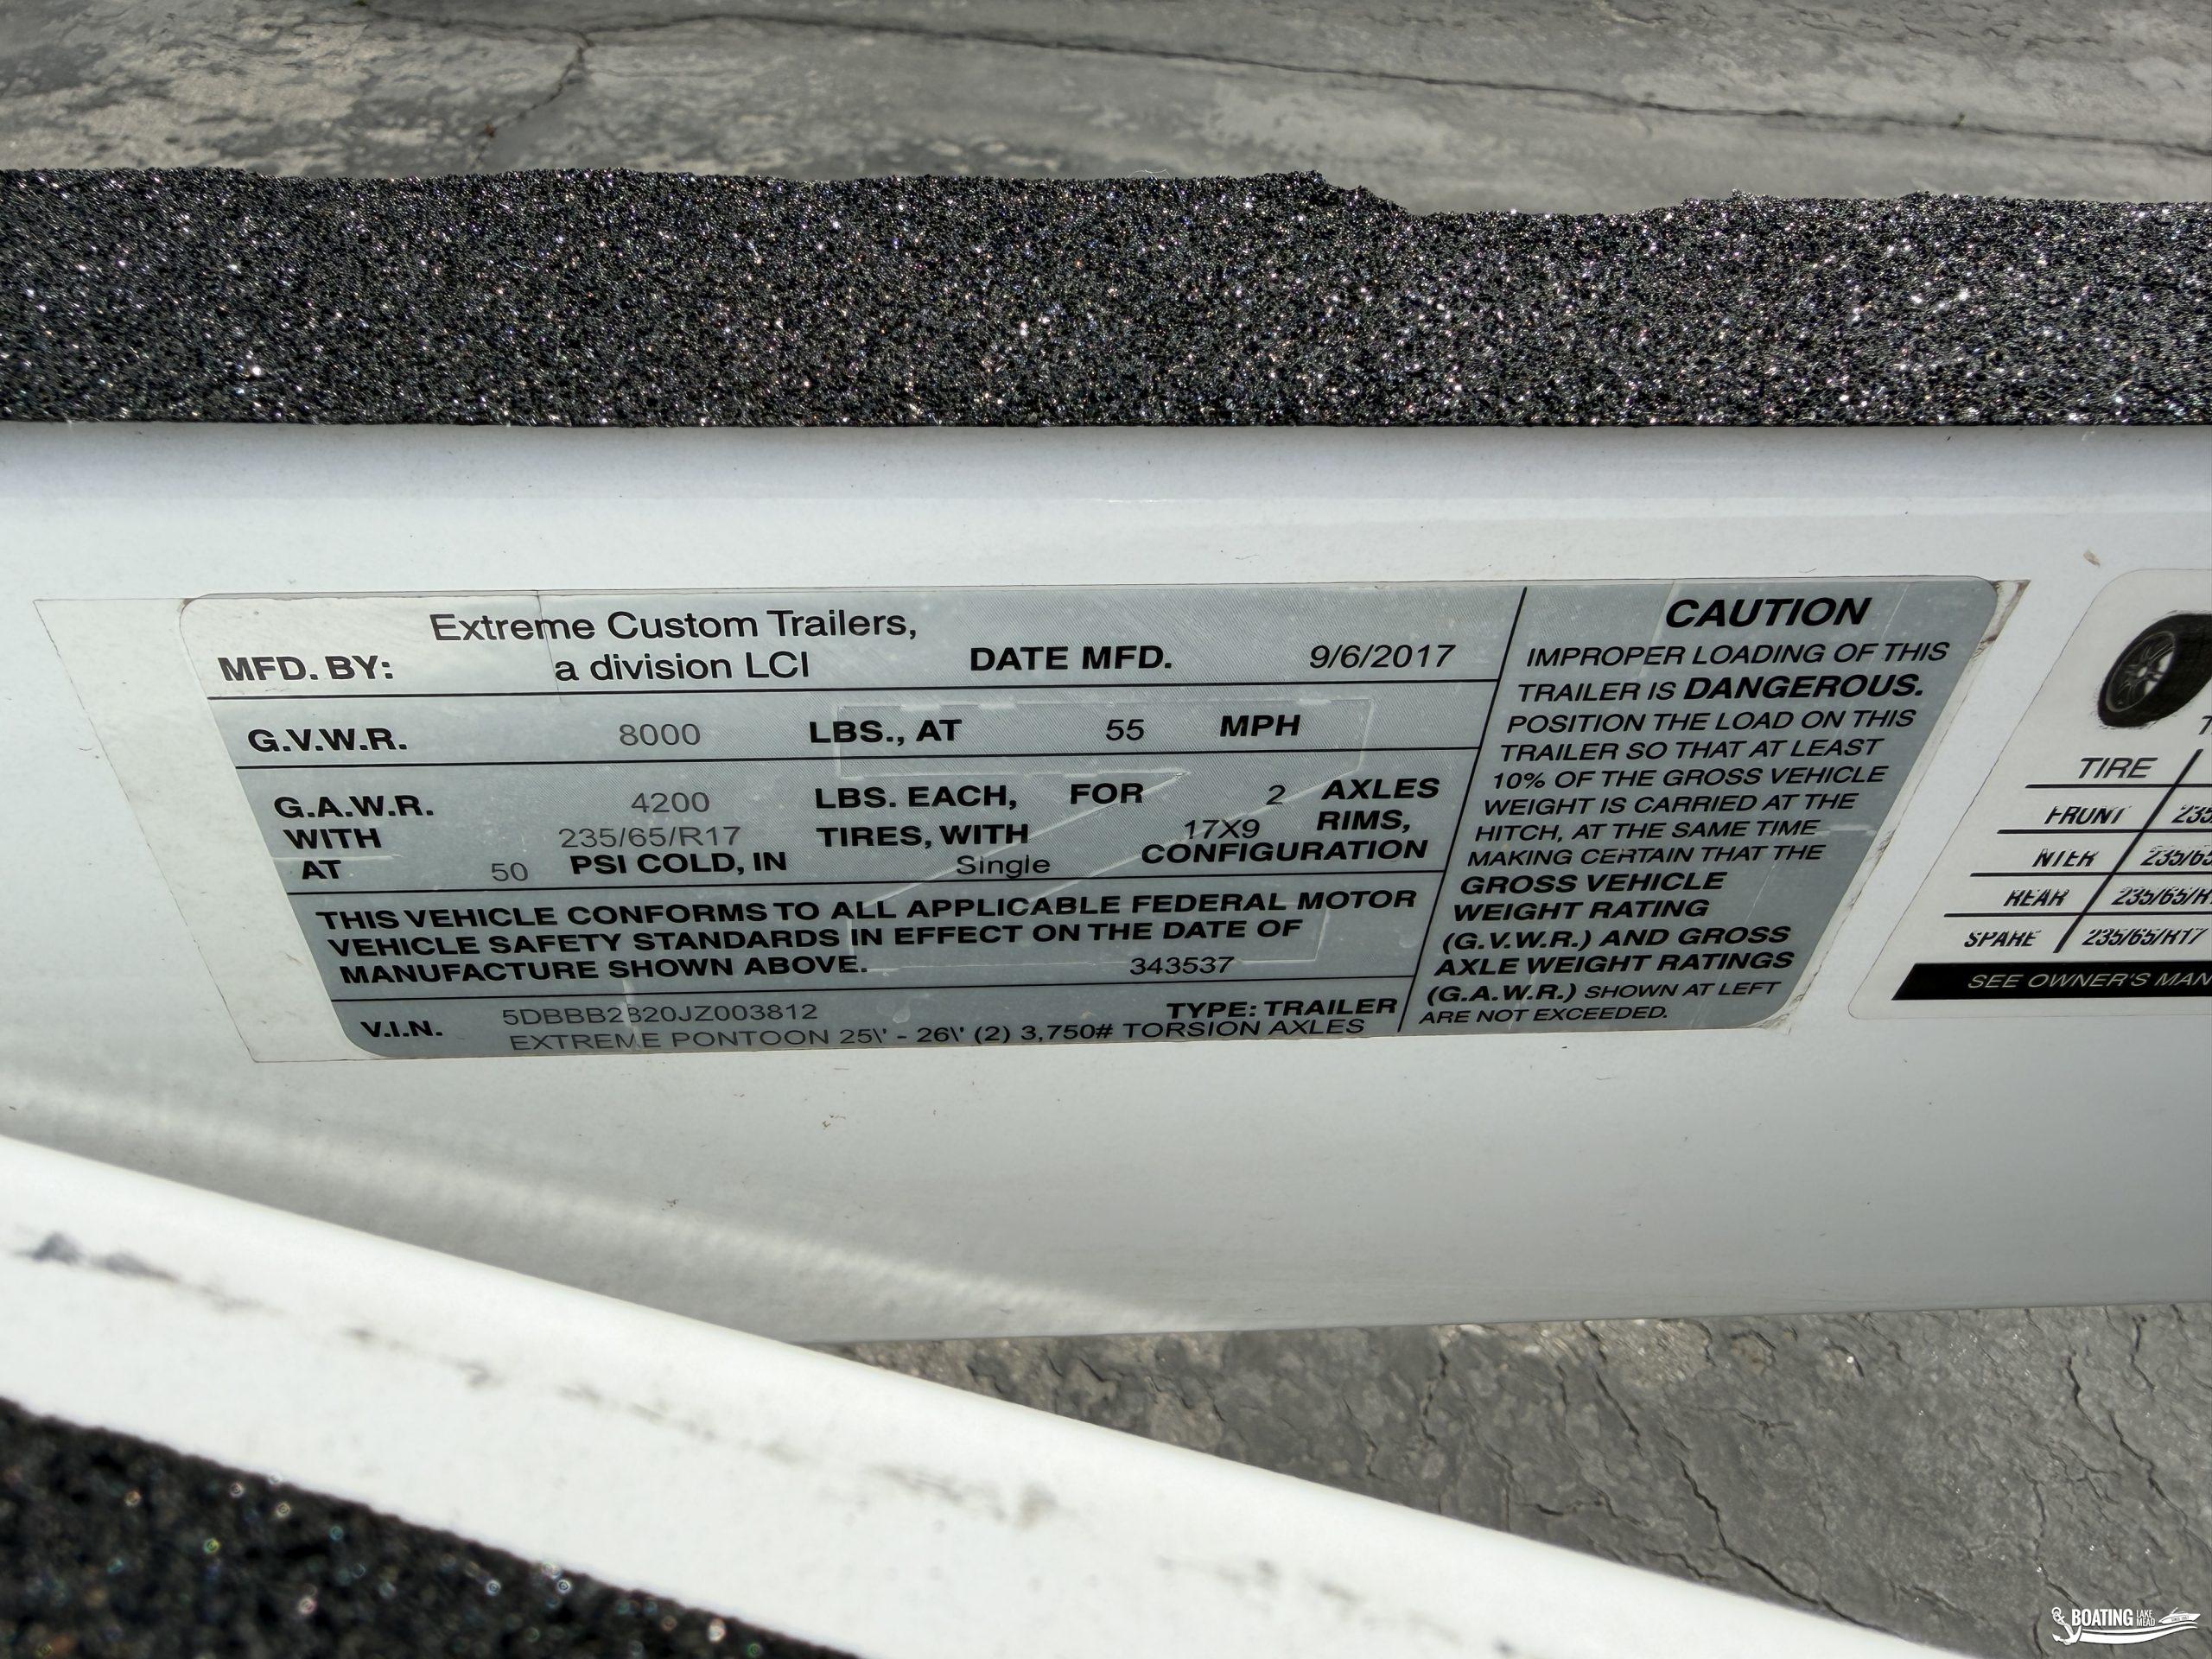 Extreme Custom Trailers,
MFD. BY: a division LCI DATE MFD. 9/6/2017
G.V.W.R. 8000 LBS., AT 55 MPH
G.A.W.R. 4200 LBS. EACH, FOR 2 AXLES
WITH 235/65/R17 TIRES, WITH 17X9 RIMS,
AT 50 PSI COLD, IN Single CONFIGURATION
THIS VEHICLE CONFORMS TO ALL APPLICABLE FEDERAL MOTOR
VEHICLE SAFETY STANDARDS IN EFFECT ON THE DATE OF
MANUFACTURE SHOWN ABOVE. 343537
V.I.N. 5DBBB2820JZ003812 TYPE: TRAILER
EXTREME PONTOON 25\' - 26\' (2) 3,750# TORSION AXLES
CAUTION
IMPROPER LOADING OF THIS
TRAILER IS DANGEROUS.
POSITION THE LOAD ON THIS
TRAILER SO THAT AT LEAST
10% OF THE GROSS VEHICLE
WEIGHT IS CARRIED AT THE
HITCH, AT THE SAME TIME
MAKING CERTAIN THAT THE
GROSS VEHICLE
WEIGHT RATING
(G.V.W.R.) AND GROSS
AXLE WEIGHT RATINGS
(G.A.W.R.) SHOWN AT LEFT
ARE NOT EXCEEDED.
TIRE
FRONT
REAR 235/65/R
SPARE 235/65/R17
SEE OWNER'S
BOATING LAKE MEAD